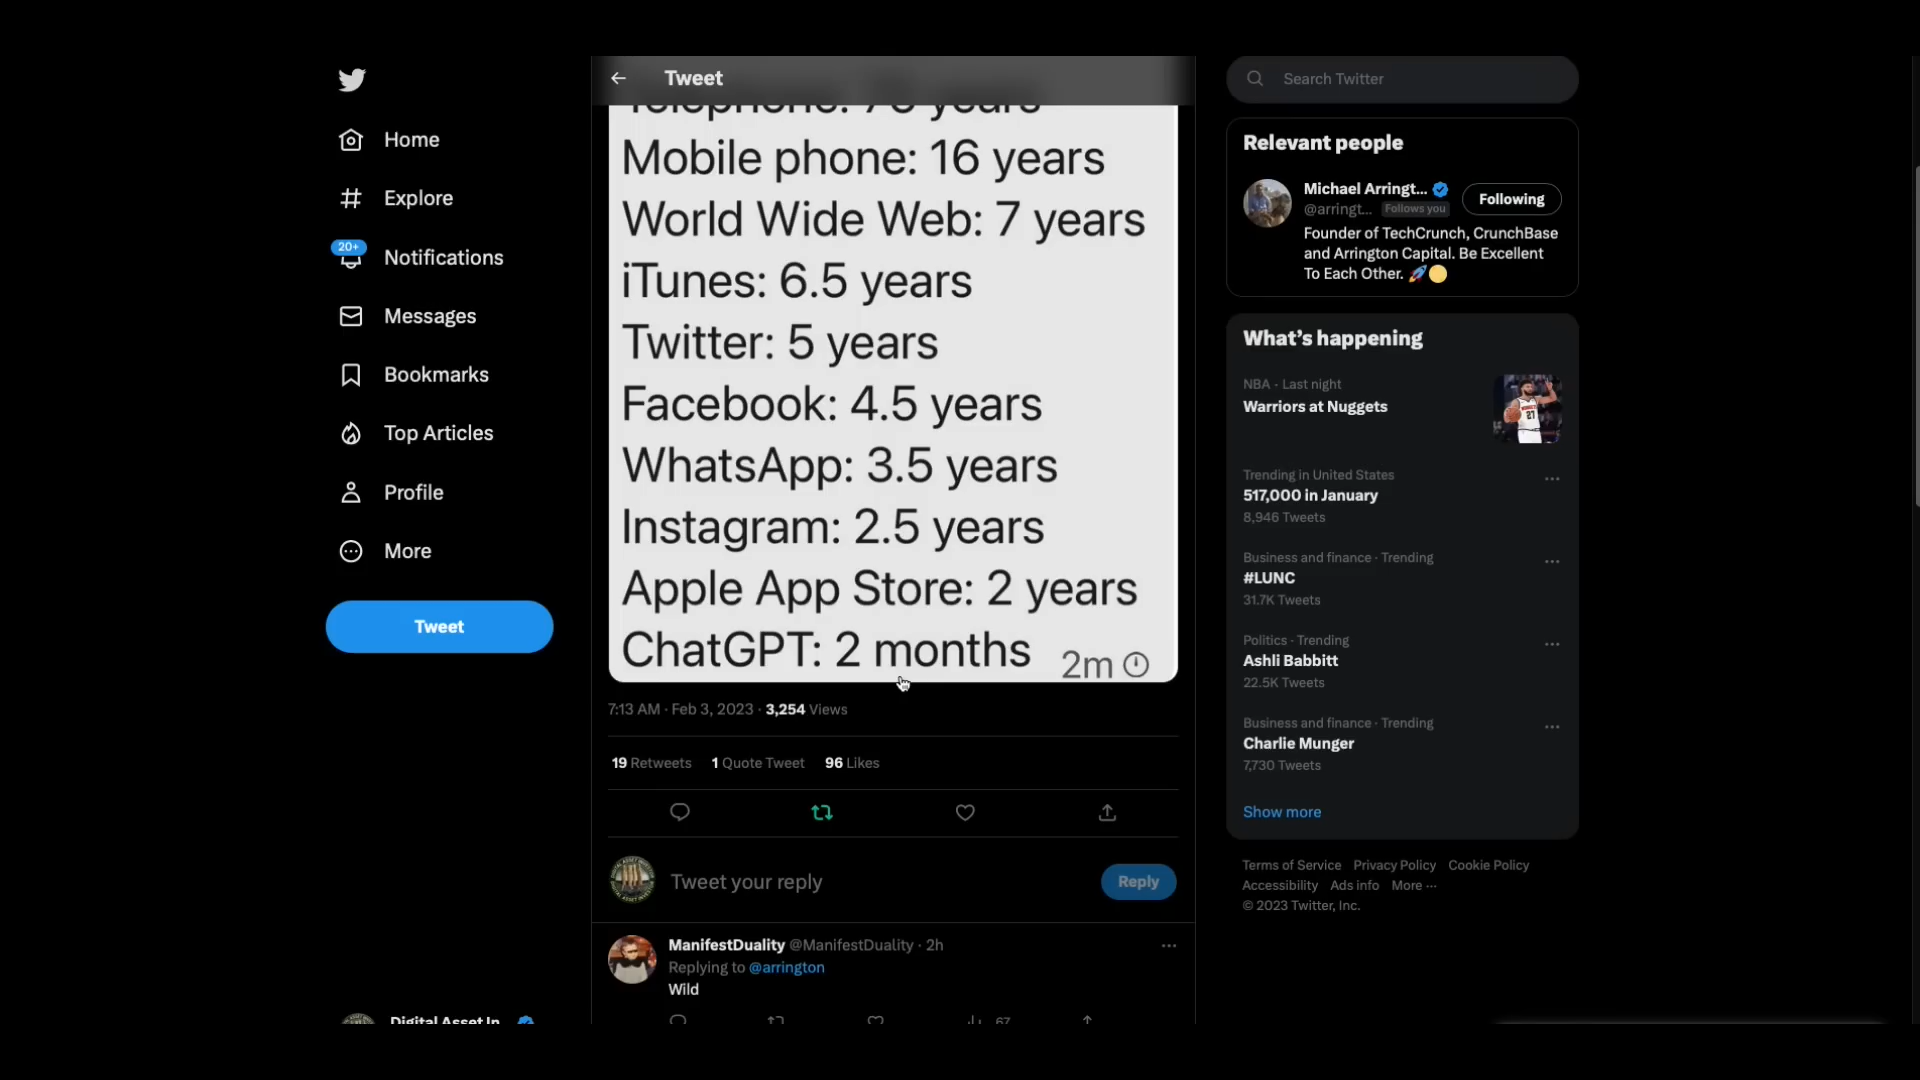 Home
Explore
20+
Notifications
Messages
Bookmarks
Top Articles
Profile
More
Tweet
Digital Asset In
Tweet
Telephone: 75 years
Mobile phone: 16 years
World Wide Web: 7 years
iTunes: 6.5 years
Twitter: 5 years
Facebook: 4.5 years
WhatsApp: 3.5 years
Instagram: 2.5 years
Apple App Store: 2 years
ChatGPT: 2 months
2m
7:13 AM · Feb 3, 2023 · 3,254 Views
19 Retweets 1 Quote Tweet 96 Likes
Tweet your reply
Reply
ManifestDuality @ManifestDuality · 2h
Replying to @arrington
Wild
67
Search Twitter
Relevant people
Michael Arringt...
@arringt... Follows you
Following
Founder of TechCrunch, CrunchBase
and Arrington Capital. Be Excellent
To Each Other. 🚀🟡
What's happening
NBA · Last night
Warriors at Nuggets
Trending in United States
517,000 in January
8,946 Tweets
Business and finance · Trending
#LUNC
31.7K Tweets
Politics · Trending
Ashli Babbitt
22.5K Tweets
Business and finance · Trending
Charlie Munger
7,730 Tweets
Show more
Terms of Service Privacy Policy Cookie Policy
Accessibility Ads info More ···
© 2023 Twitter, Inc.